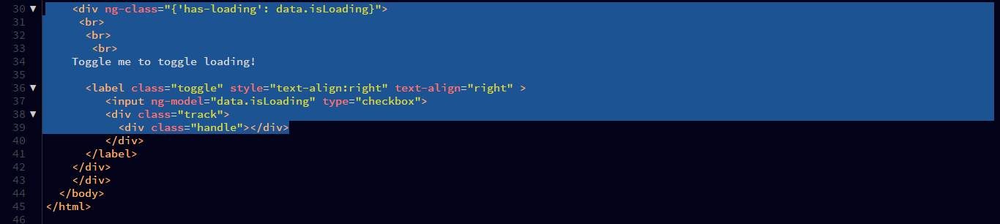 30 ▼ <div ng-class="{'has-loading': data.isLoading}">
31 <br>
32 <br>
33 <br>
34 Toggle me to toggle loading!
35
36 ▼ <label class="toggle" style="text-align:right" text-align="right" >
37 <input ng-model="data.isLoading" type="checkbox">
38 ▼ <div class="track">
39 <div class="handle"></div>
40 </div>
41 </label>
42 </div>
43 </div>
44 </body>
45 </html>
46